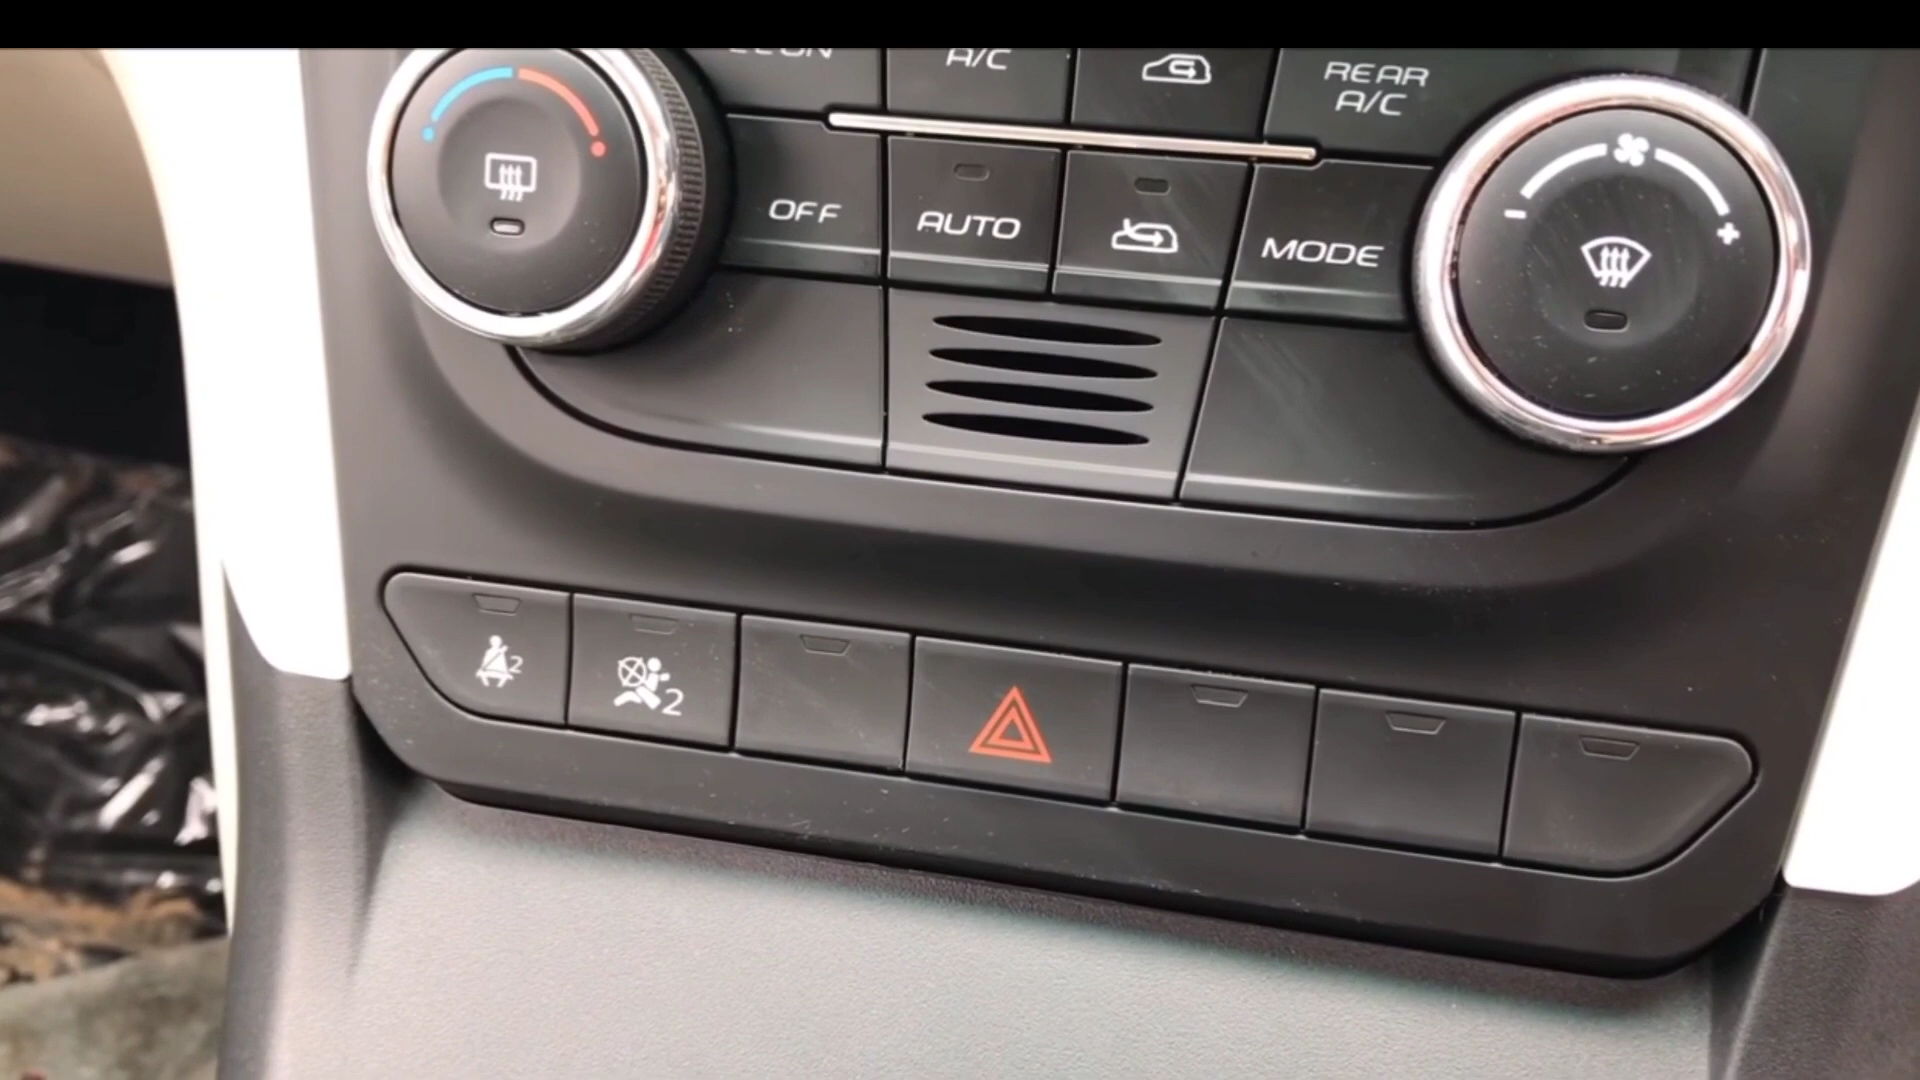 A/C
REAR
A/C
OFF
AUTO
MODE
- +
2
2